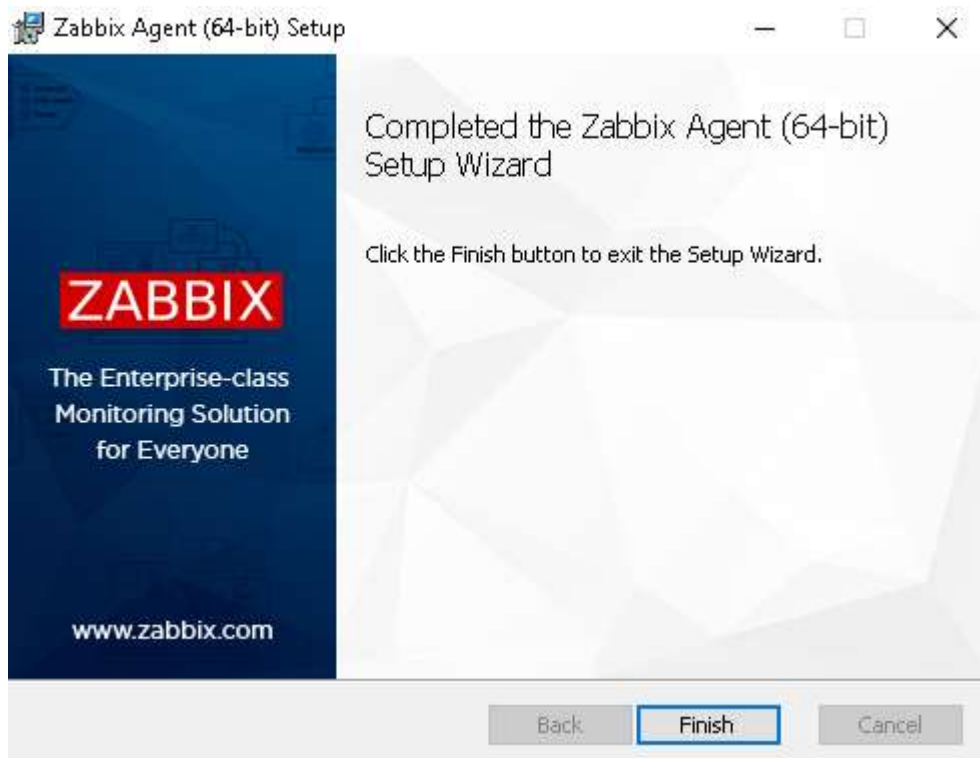 Zabbix Agent (64-bit) Setup
Completed the Zabbix Agent (64-bit)
Setup Wizard
Click the Finish button to exit the Setup Wizard.
ZABBIX
The Enterprise-class
Monitoring Solution
for Everyone
www.zabbix.com
Back
Finish
Cancel